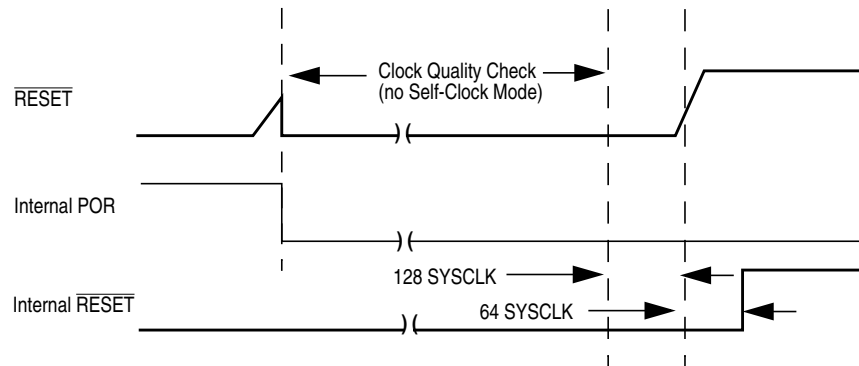 Clock Quality Check
(no Self-Clock Mode)
RESET
Internal POR
128 SYSCLK
Internal RESET
64 SYSCLK